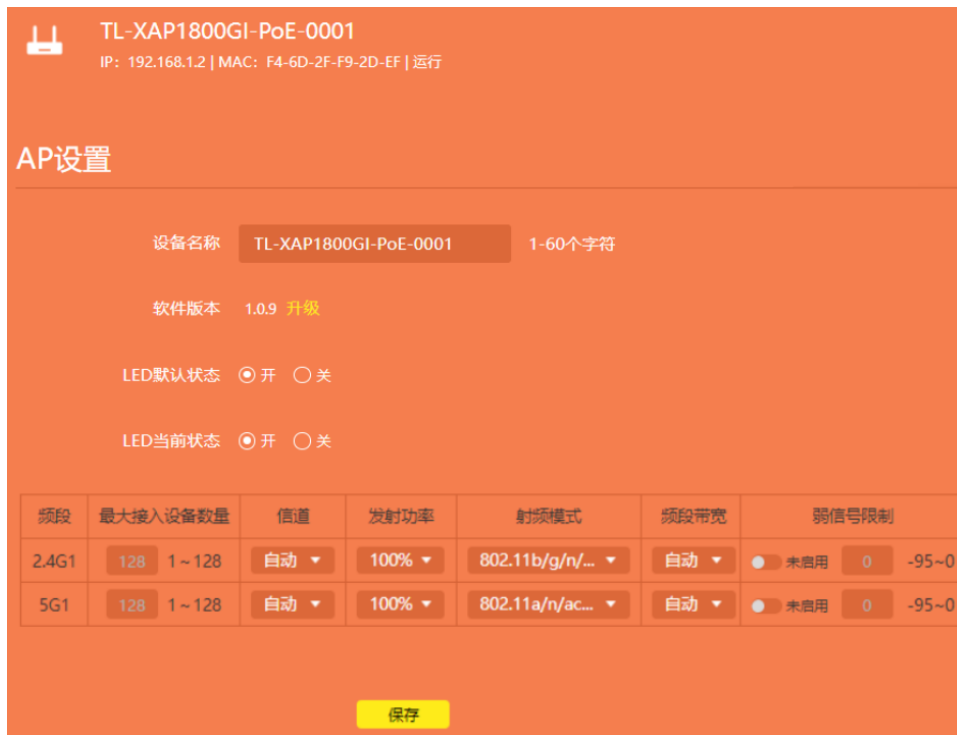 TL-XAP1800GI-PoE-0001
IP: 192.168.1.2 | MAC: F4-6D-2F-F9-2D-EF | 运行
AP设置
设备名称 TL-XAP1800GI-PoE-0001 1-60个字符
软件版本 1.0.9 升级
LED默认状态 开 关
LED当前状态 开 关
频段 最大接入设备数量 信道 发射功率 射频模式 频段带宽 弱信号限制
2.4G1 128 1~128 自动 100% 802.11b/g/n/... 自动 未启用 0 -95~0
5G1 128 1~128 自动 100% 802.11a/n/ac... 自动 未启用 0 -95~0
保存